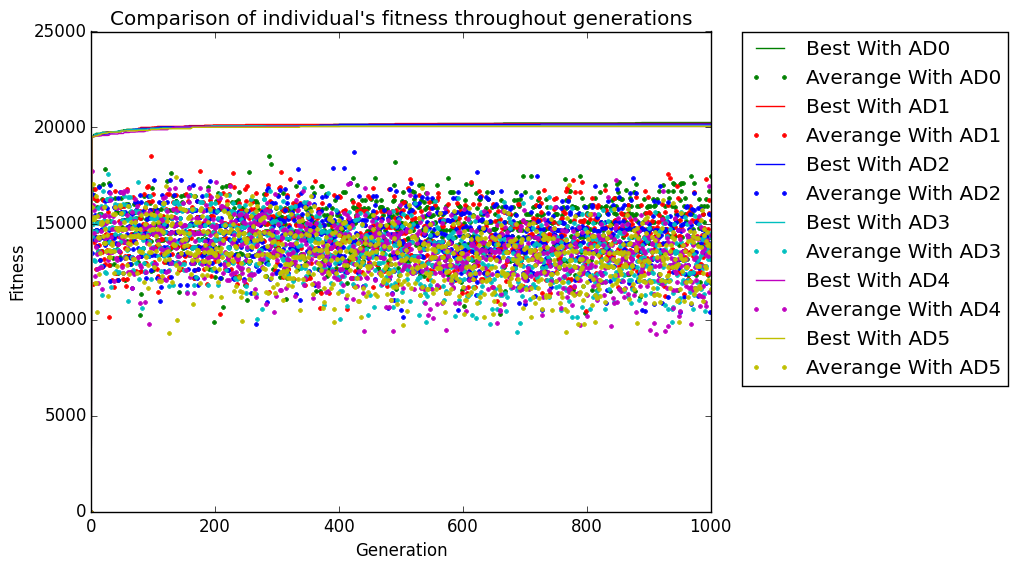 Comparison of individual's fitness throughout generations
25000
20000
15000
10000
5000
0
Fitness
0 200 400 600 800 1000
Generation
Best With AD0
Averange With AD0
Best With AD1
Averange With AD1
Best With AD2
Averange With AD2
Best With AD3
Averange With AD3
Best With AD4
Averange With AD4
Best With AD5
Averange With AD5